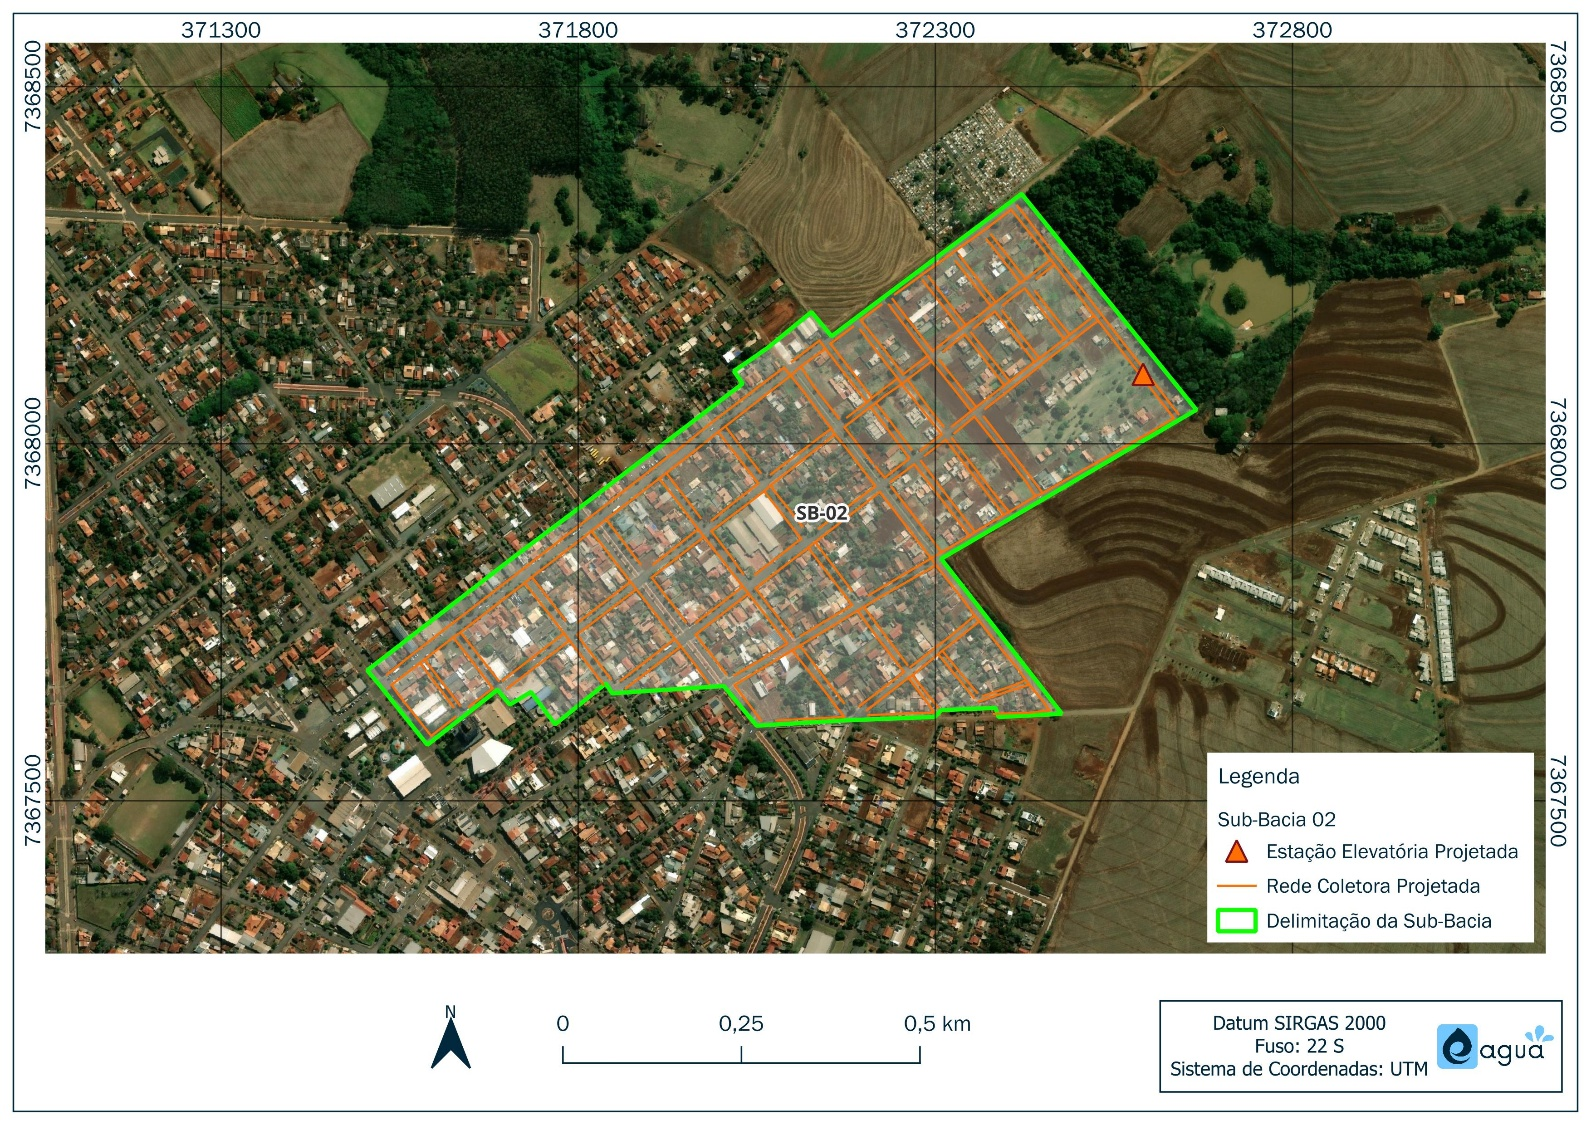 371300 371800 372300 372800
7368500 7368500
7368000 7368000
SB-02
7367500 7367500
Legenda
Sub-Bacia 02
Estação Elevatória Projetada
Rede Coletora Projetada
Delimitação da Sub-Bacia
N
0 0,25 0,5 km
Datum SIRGAS 2000
Fuso: 22 S
Sistema de Coordenadas: UTM
eagua